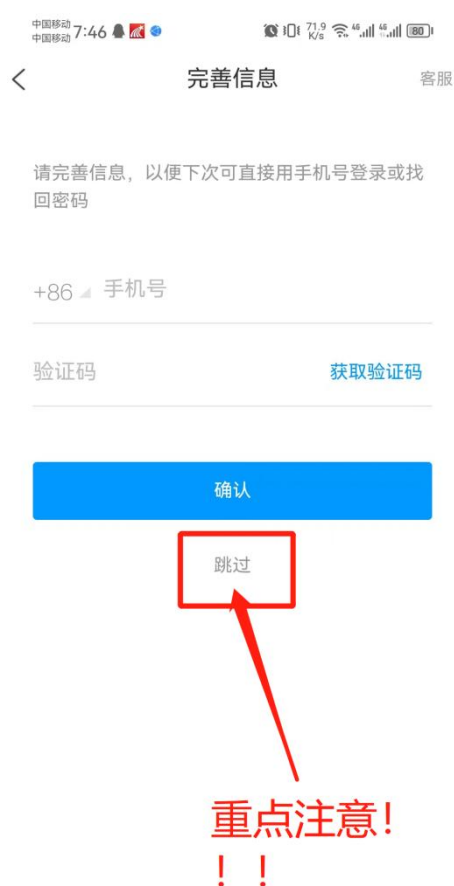 中国移动
中国移动 7:46 71.9 K/s 46 46 80
完善信息 客服
请完善信息，以便下次可直接用手机号登录或找
回密码
+86 手机号
验证码 获取验证码
确认
跳过
重点注意！
！！